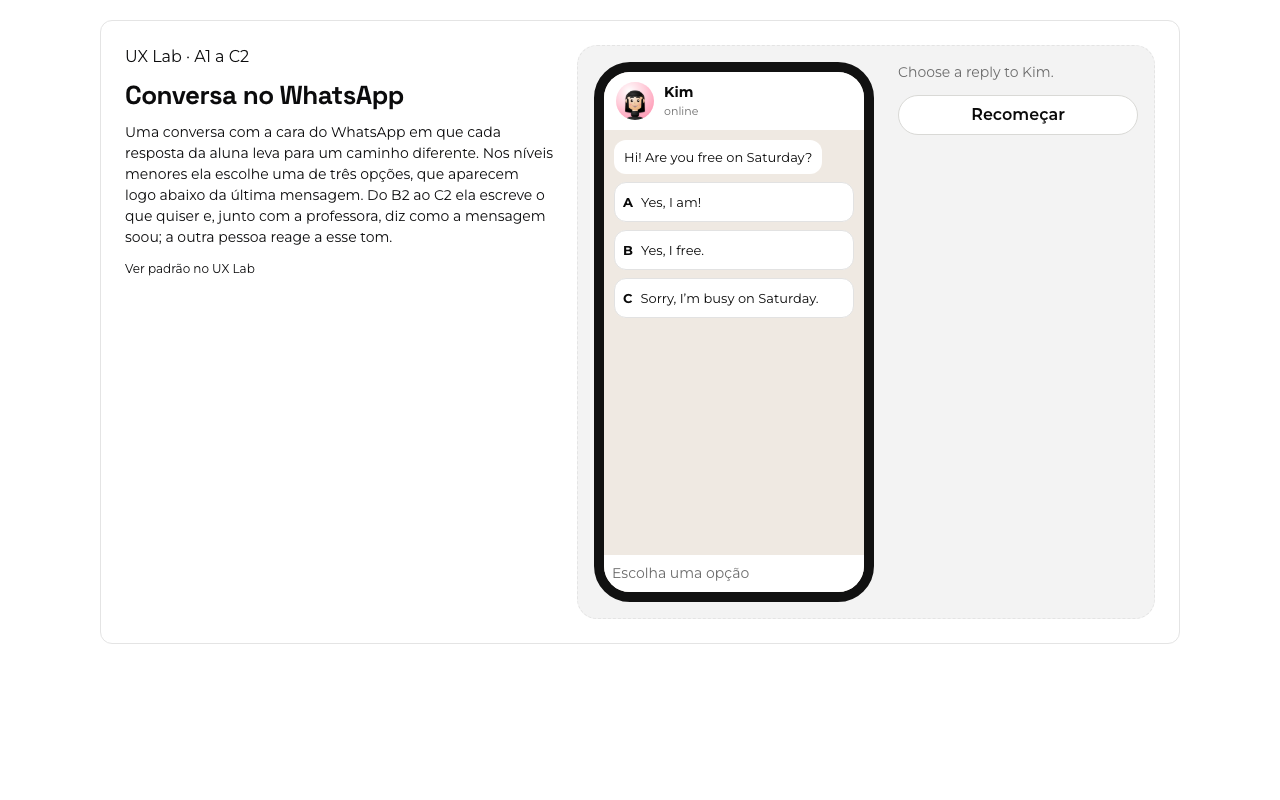 UX Lab · A1 a C2
Conversa no WhatsApp
Uma conversa com a cara do WhatsApp em que cada
resposta da aluna leva para um caminho diferente. Nos níveis
menores ela escolhe uma de três opções, que aparecem
logo abaixo da última mensagem. Do B2 ao C2 ela escreve o
que quiser e, junto com a professora, diz como a mensagem
soou; a outra pessoa reage a esse tom.
Ver padrão no UX Lab
Kim
online
Hi! Are you free on Saturday?
A Yes, I am!
B Yes, I free.
C Sorry, I’m busy on Saturday.
Escolha uma opção
Choose a reply to Kim.
Recomeçar